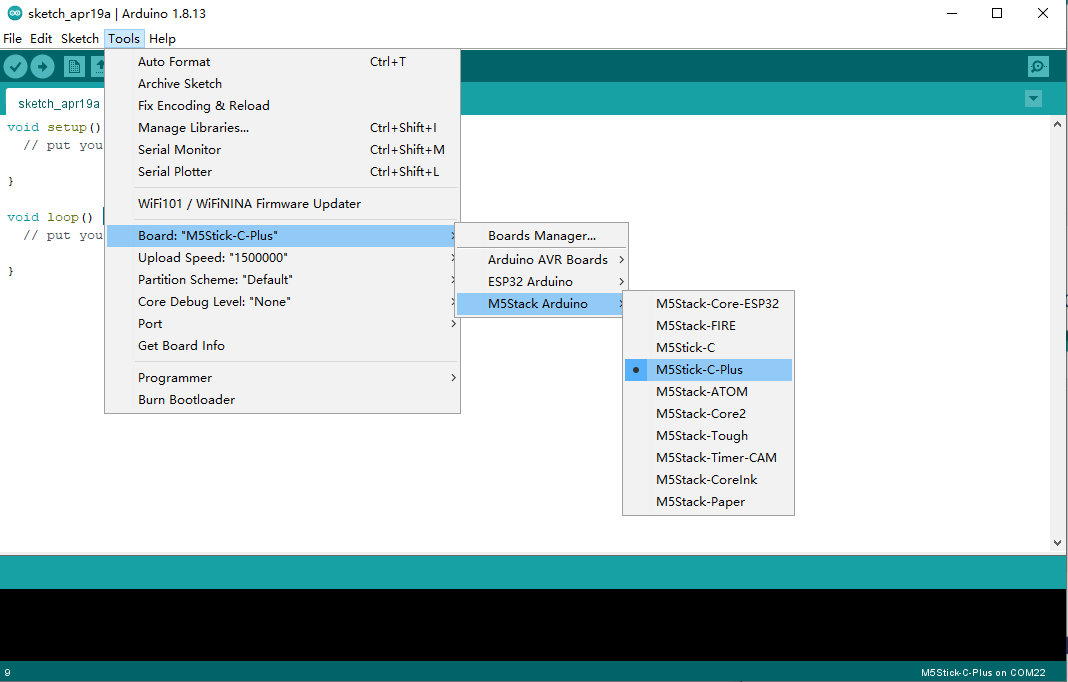 sketch_apr19a | Arduino 1.8.13
File Edit Sketch Tools Help
sketch_apr19a
void setup()
// put you
}
void loop()
// put you
}
Auto Format Ctrl+T
Archive Sketch
Fix Encoding & Reload
Manage Libraries... Ctrl+Shift+I
Serial Monitor Ctrl+Shift+M
Serial Plotter Ctrl+Shift+L
WiFi101 / WiFiNINA Firmware Updater
Board: "M5Stick-C-Plus"
Upload Speed: "1500000"
Partition Scheme: "Default"
Core Debug Level: "None"
Port
Get Board Info
Programmer
Burn Bootloader
Boards Manager...
Arduino AVR Boards
ESP32 Arduino
M5Stack Arduino
M5Stack-Core-ESP32
M5Stack-FIRE
M5Stick-C
M5Stick-C-Plus
M5Stack-ATOM
M5Stack-Core2
M5Stack-Tough
M5Stack-Timer-CAM
M5Stack-CoreInk
M5Stack-Paper
9 M5Stick-C-Plus on COM22